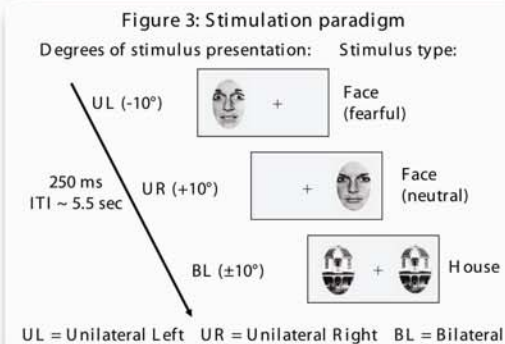 Figure 3: Stimulation paradigm
Degrees of stimulus presentation: Stimulus type:
UL (-10°) + Face
(fearful)
250 ms
ITI ~ 5.5 sec
UR (+10°) + Face
(neutral)
BL (±10°) + House
UL = Unilateral Left UR = Unilateral Right BL = Bilateral